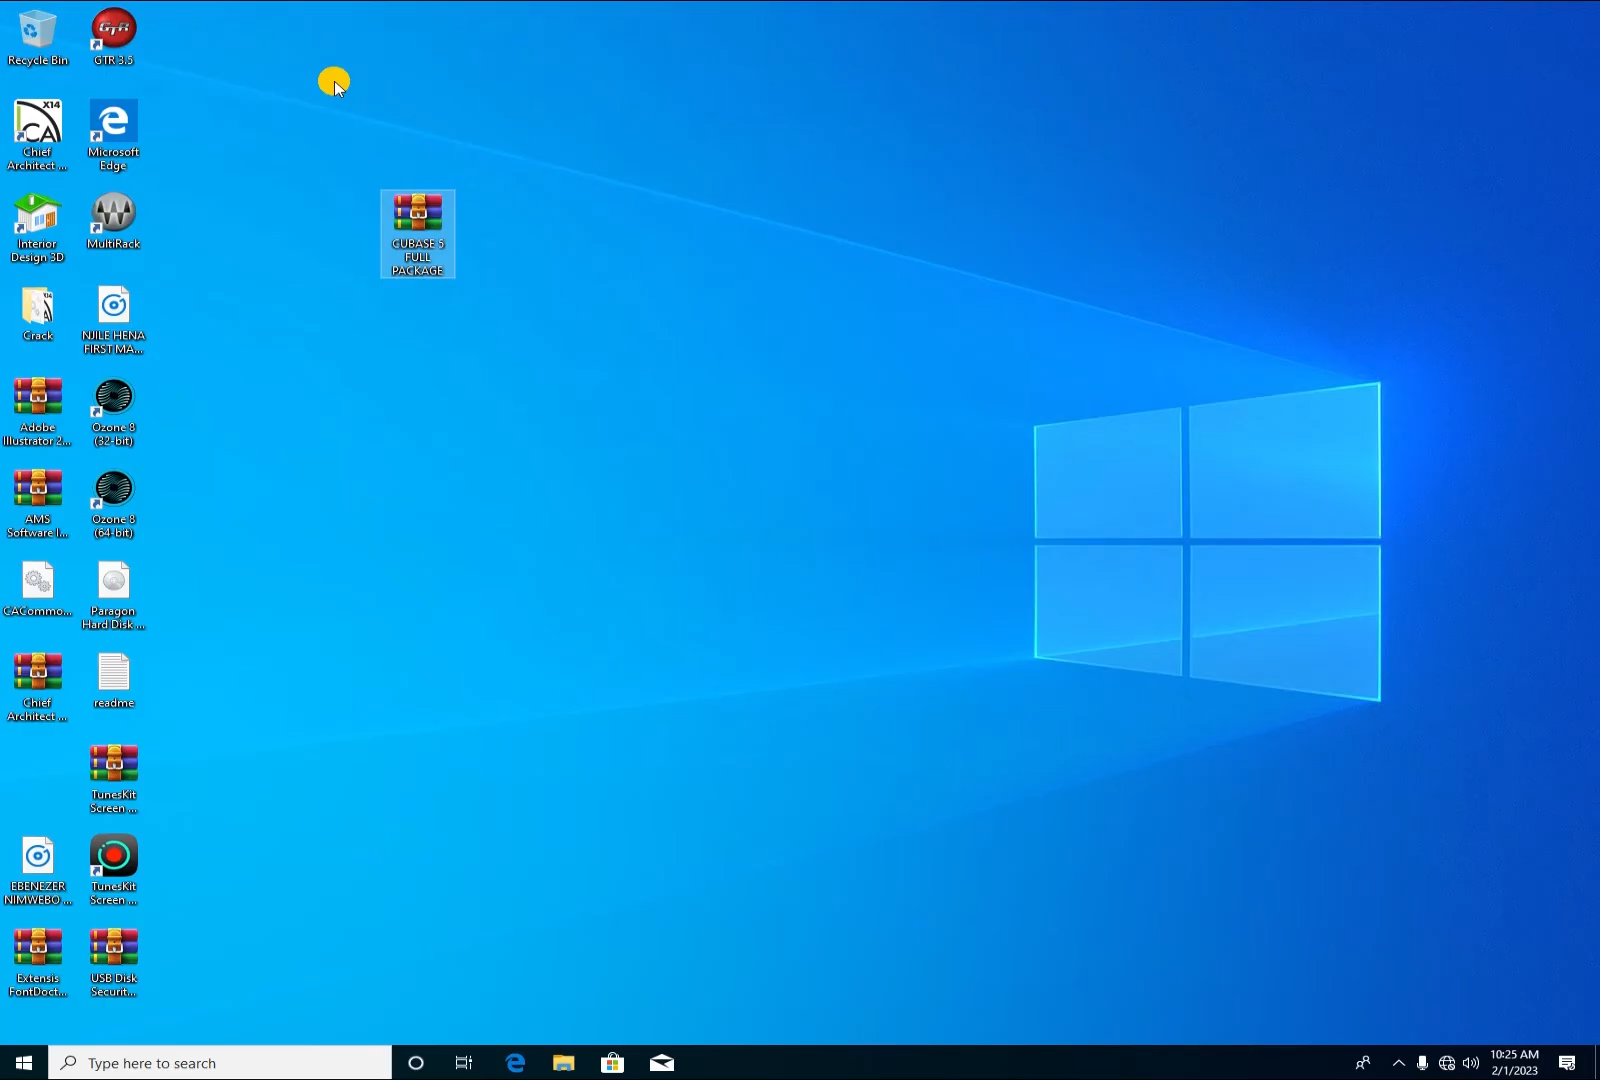 Recycle Bin
GTR
GTR 3.5
X14
CA
Chief
Architect ...
Microsoft
Edge
Interior
Design 3D
MultiRack
Crack
NJILE HENA
FIRST MA...
Adobe
Illustrator 2...
Ozone 8
(32-bit)
AMS
Software I...
Ozone 8
(64-bit)
CACommo...
Paragon
Hard Disk ...
Chief
Architect ...
readme
TunesKit
Screen ...
EBENEZER
NIMWEBO ...
TunesKit
Screen ...
Extensis
FontDoct...
USB Disk
Securit...
CUBASE 5
FULL
PACKAGE
Type here to search
10:25 AM
2/1/2023